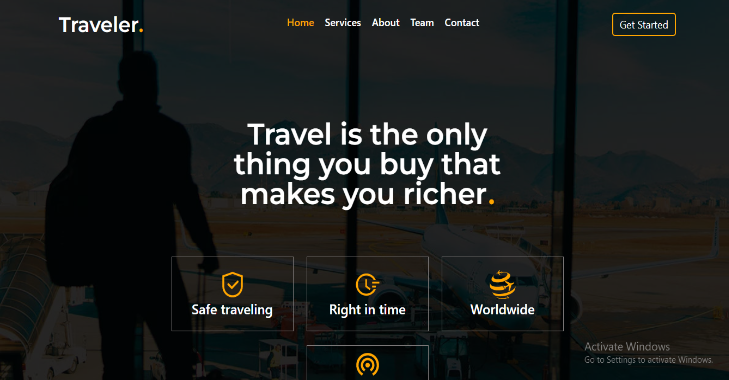 Traveler.
Home Services About Team Contact
Get Started
Travel is the only
thing you buy that
makes you richer.
Safe traveling
Right in time
Worldwide
Activate Windows
Go to Settings to activate Windows.